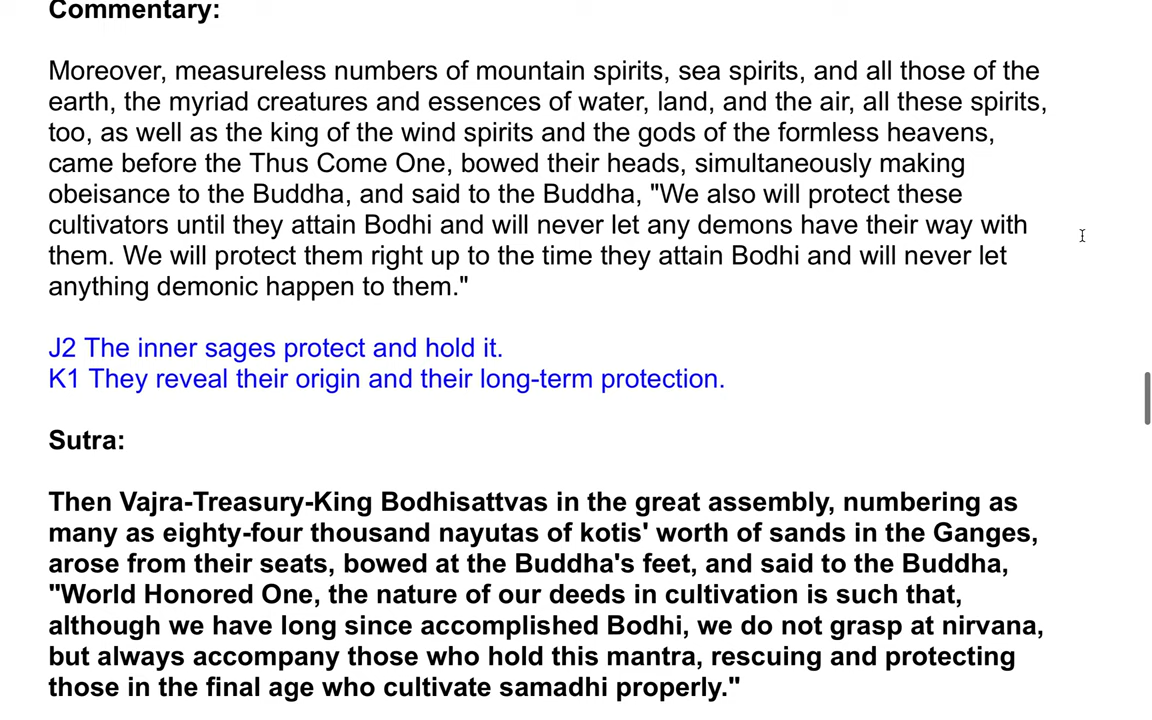 Commentary:
Moreover, measureless numbers of mountain spirits, sea spirits, and all those of the
earth, the myriad creatures and essences of water, land, and the air, all these spirits,
too, as well as the king of the wind spirits and the gods of the formless heavens,
came before the Thus Come One, bowed their heads, simultaneously making
obeisance to the Buddha, and said to the Buddha, "We also will protect these
cultivators until they attain Bodhi and will never let any demons have their way with
them. We will protect them right up to the time they attain Bodhi and will never let
anything demonic happen to them."
J2 The inner sages protect and hold it.
K1 They reveal their origin and their long-term protection.
Sutra:
Then Vajra-Treasury-King Bodhisattvas in the great assembly, numbering as
many as eighty-four thousand nayutas of kotis' worth of sands in the Ganges,
arose from their seats, bowed at the Buddha's feet, and said to the Buddha,
"World Honored One, the nature of our deeds in cultivation is such that,
although we have long since accomplished Bodhi, we do not grasp at nirvana,
but always accompany those who hold this mantra, rescuing and protecting
those in the final age who cultivate samadhi properly."